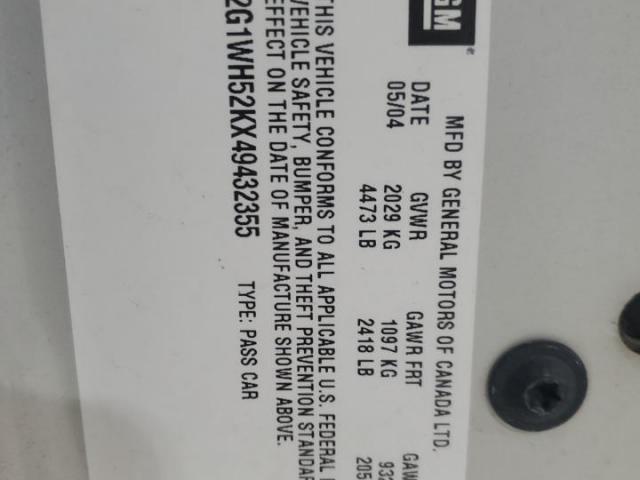 GM
MFD BY GENERAL MOTORS OF CANADA LTD.
DATE GVWR GAWR FRT
05/04 2029 KG 1097 KG 932
4473 LB 2418 LB 205
THIS VEHICLE CONFORMS TO ALL APPLICABLE U.S. FEDERAL
VEHICLE SAFETY, BUMPER, AND THEFT PREVENTION
EFFECT ON THE DATE OF MANUFACTURE SHOWN ABOVE.
2G1WH52KX49432355 TYPE: PASS CAR